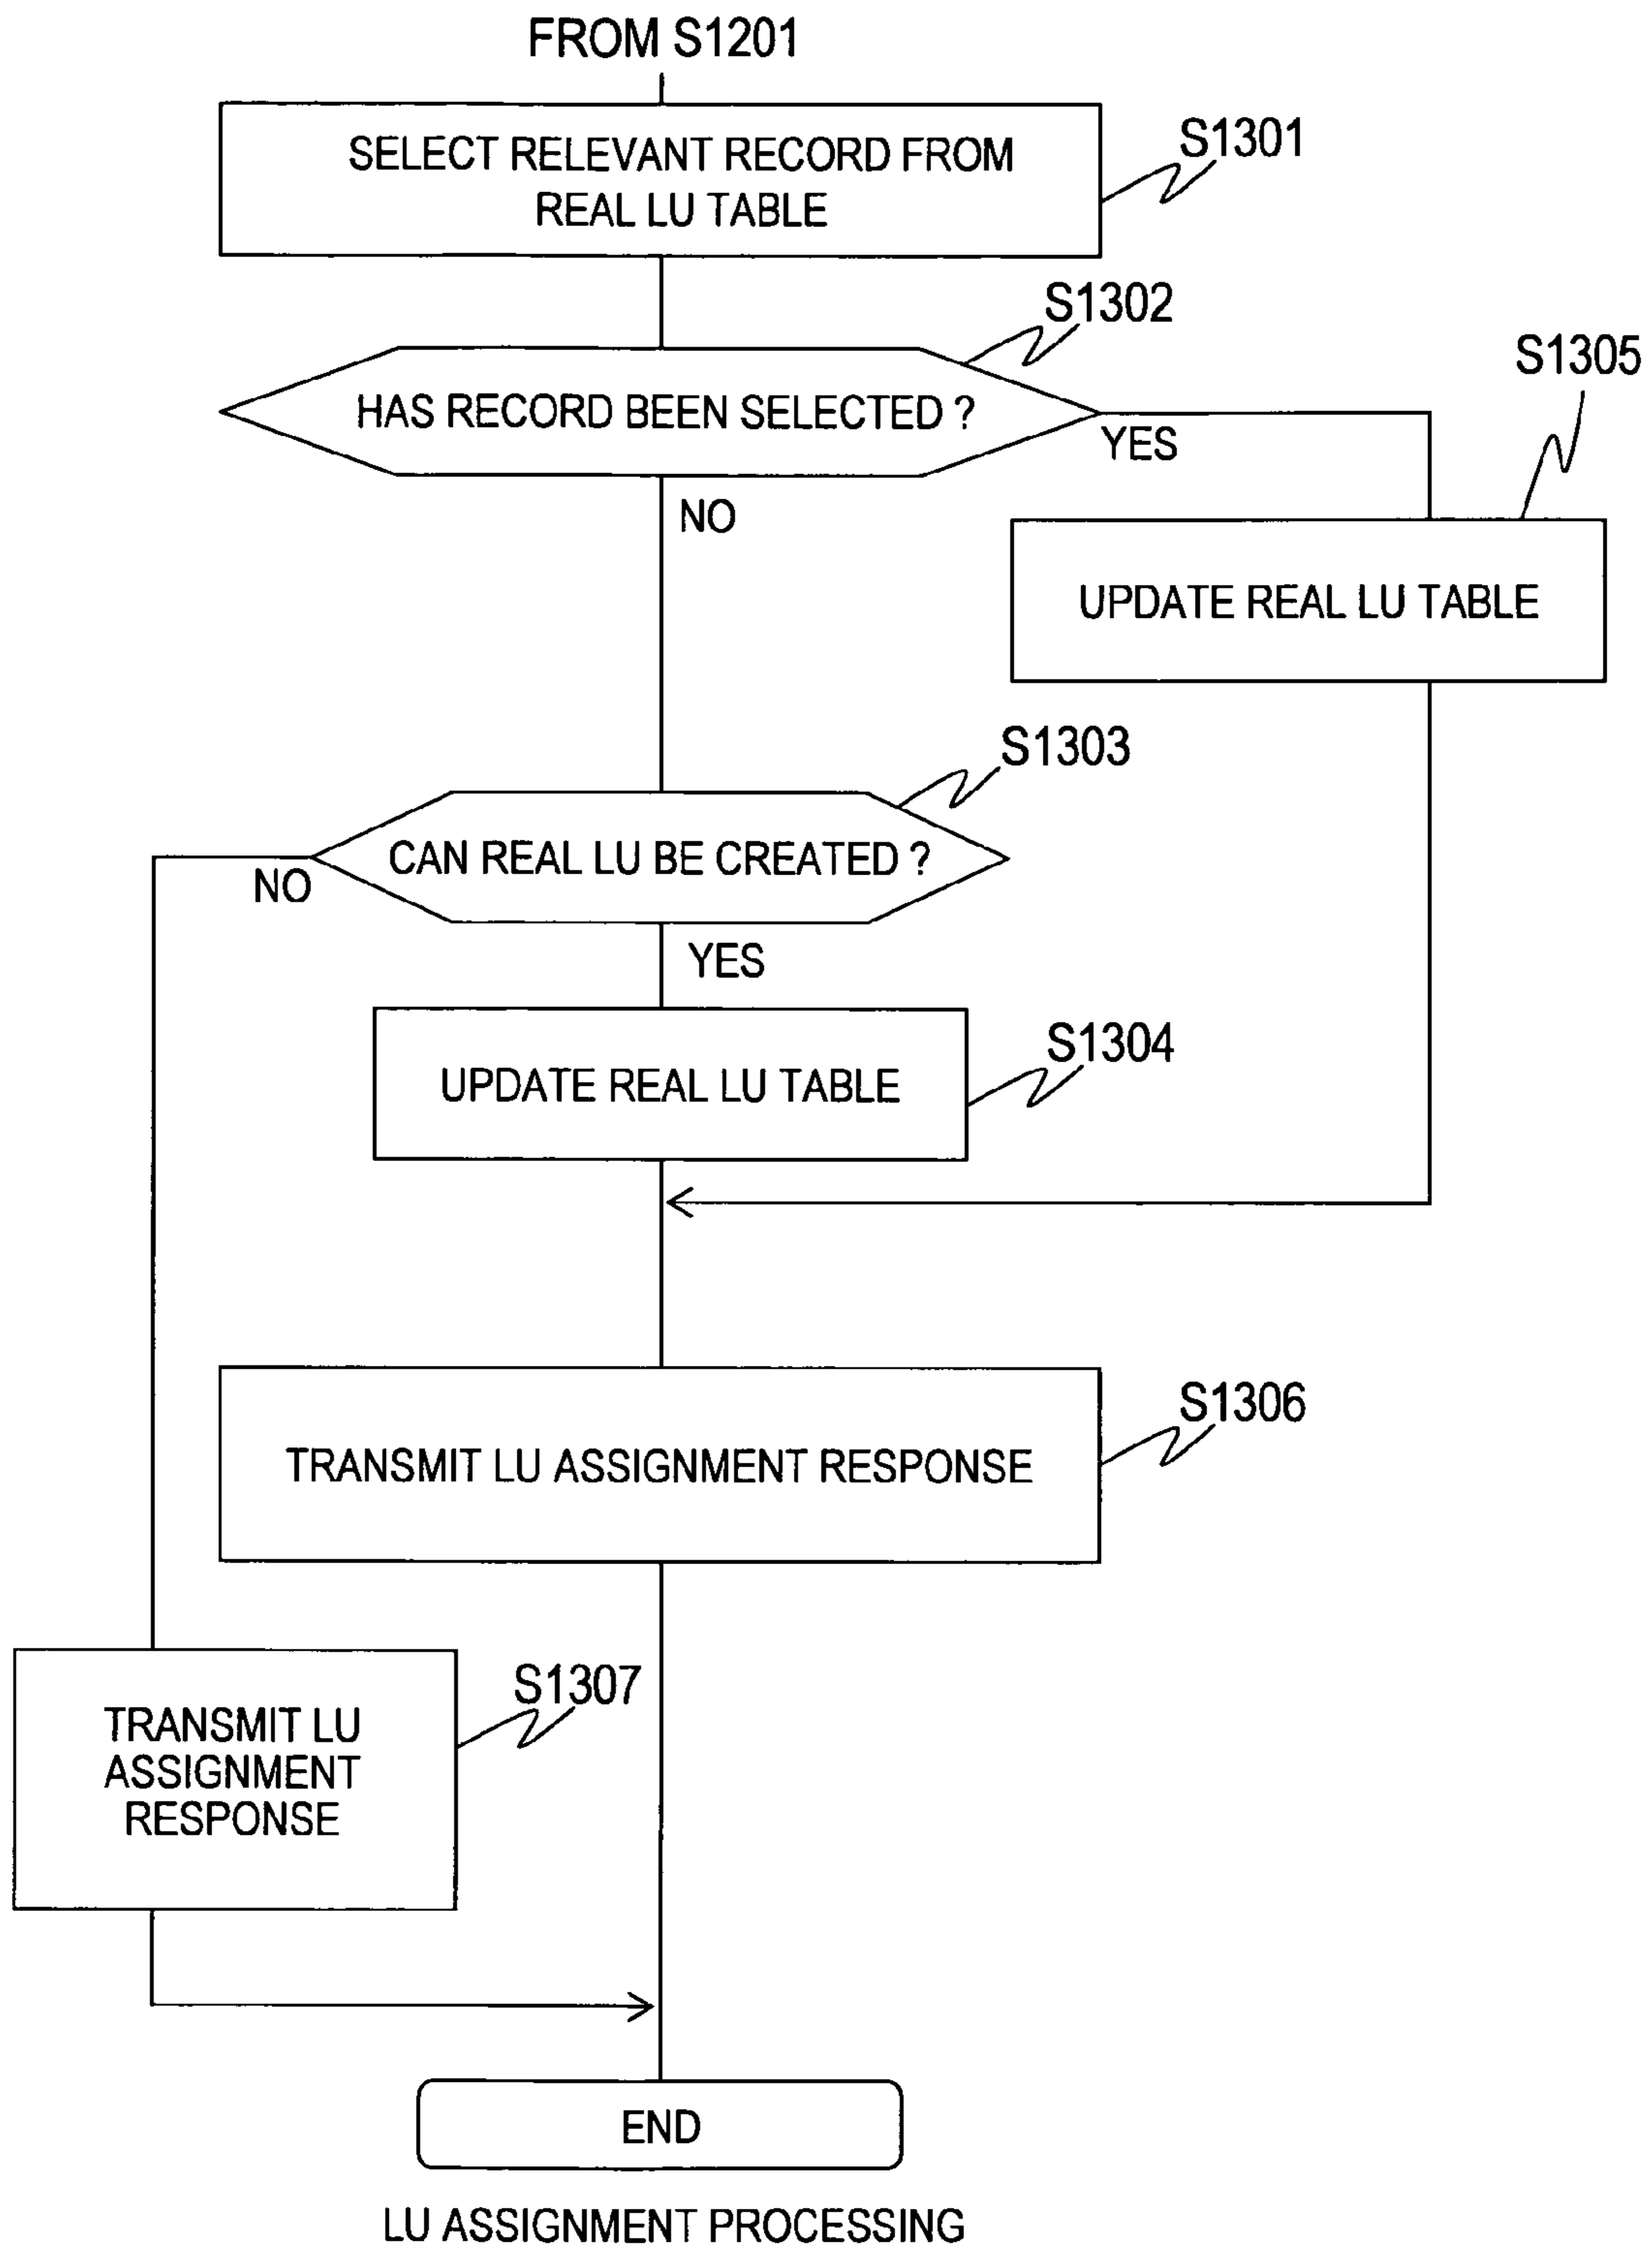 FROM S1201
SELECT RELEVANT RECORD FROM
REAL LU TABLE
S1301
S1302
HAS RECORD BEEN SELECTED ?
YES
NO
S1305
UPDATE REAL LU TABLE
S1303
CAN REAL LU BE CREATED ?
NO
YES
S1304
UPDATE REAL LU TABLE
S1306
TRANSMIT LU ASSIGNMENT RESPONSE
S1307
TRANSMIT LU
ASSIGNMENT
RESPONSE
END
LU ASSIGNMENT PROCESSING